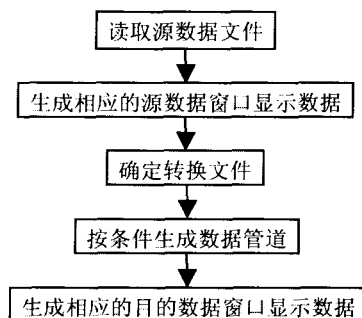 读取源数据文件
生成相应的源数据窗口显示数据
确定转换文件
按条件生成数据管道
生成相应的目的数据窗口显示数据